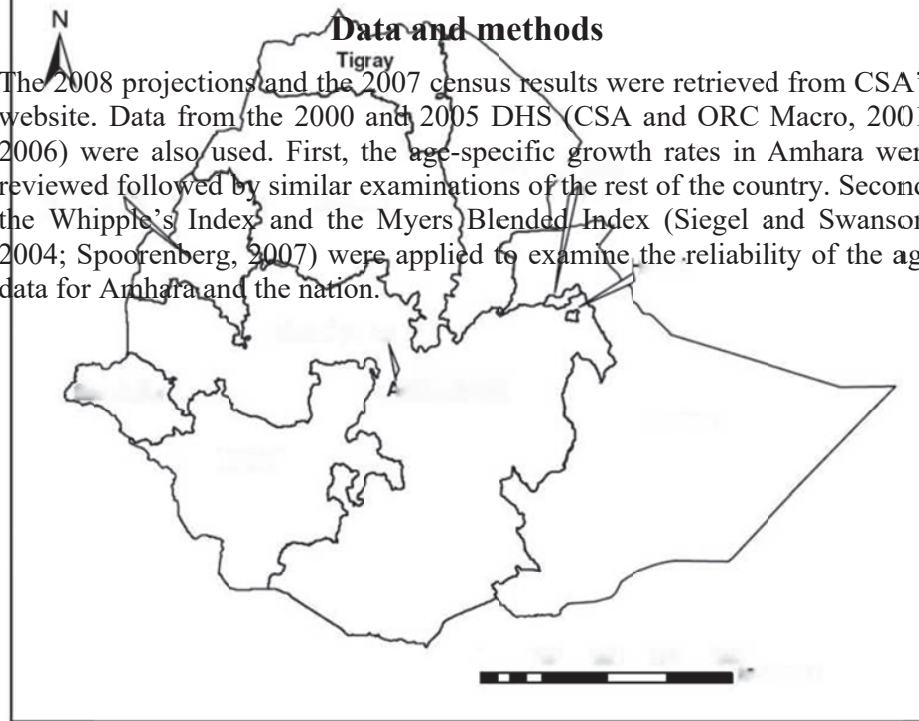 N
Data and methods
Tigray
The 2008 projections and the 2007 census results were retrieved from CSA'
website. Data from the 2000 and 2005 DHS (CSA and ORC Macro, 2001
2006) were also used. First, the age-specific growth rates in Amhara wer
reviewed followed by similar examinations of the rest of the country. Second
the Whipple's Index and the Myers Blended Index (Siegel and Swanson
2004; Spoorenberg, 2007) were applied to examine the reliability of the ag
data for Amhara and the nation.